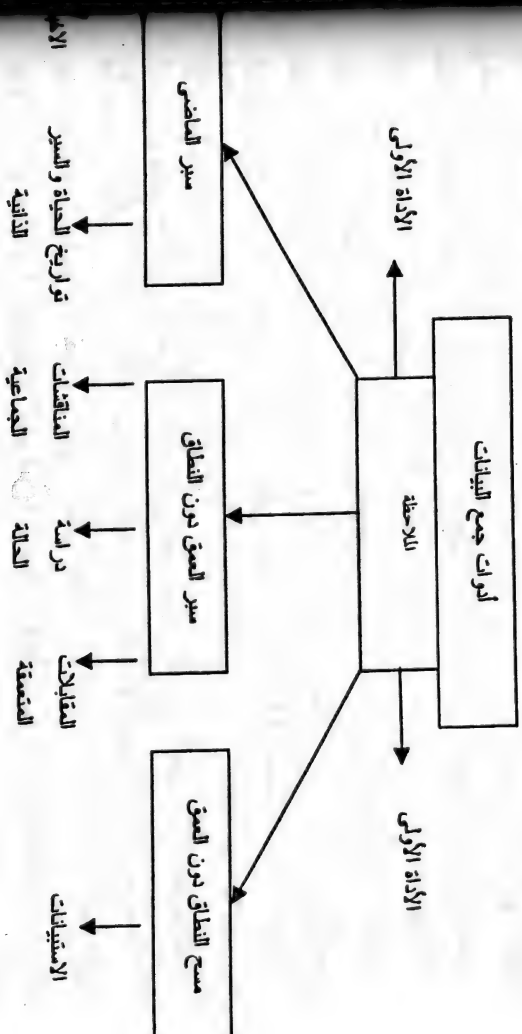 أدوات جمع البيانات
الملاحظة
الأداة الأولى
الأداة الأولى
مسح النطاق دون العمق
سبر العمق دون النطاق
سبر الماضى
الاستبيانات
المقابلات
المتعمقة
دراسة
الحالة
المناقشات
الجماعية
تواريخ الحياة والسير
الذاتية